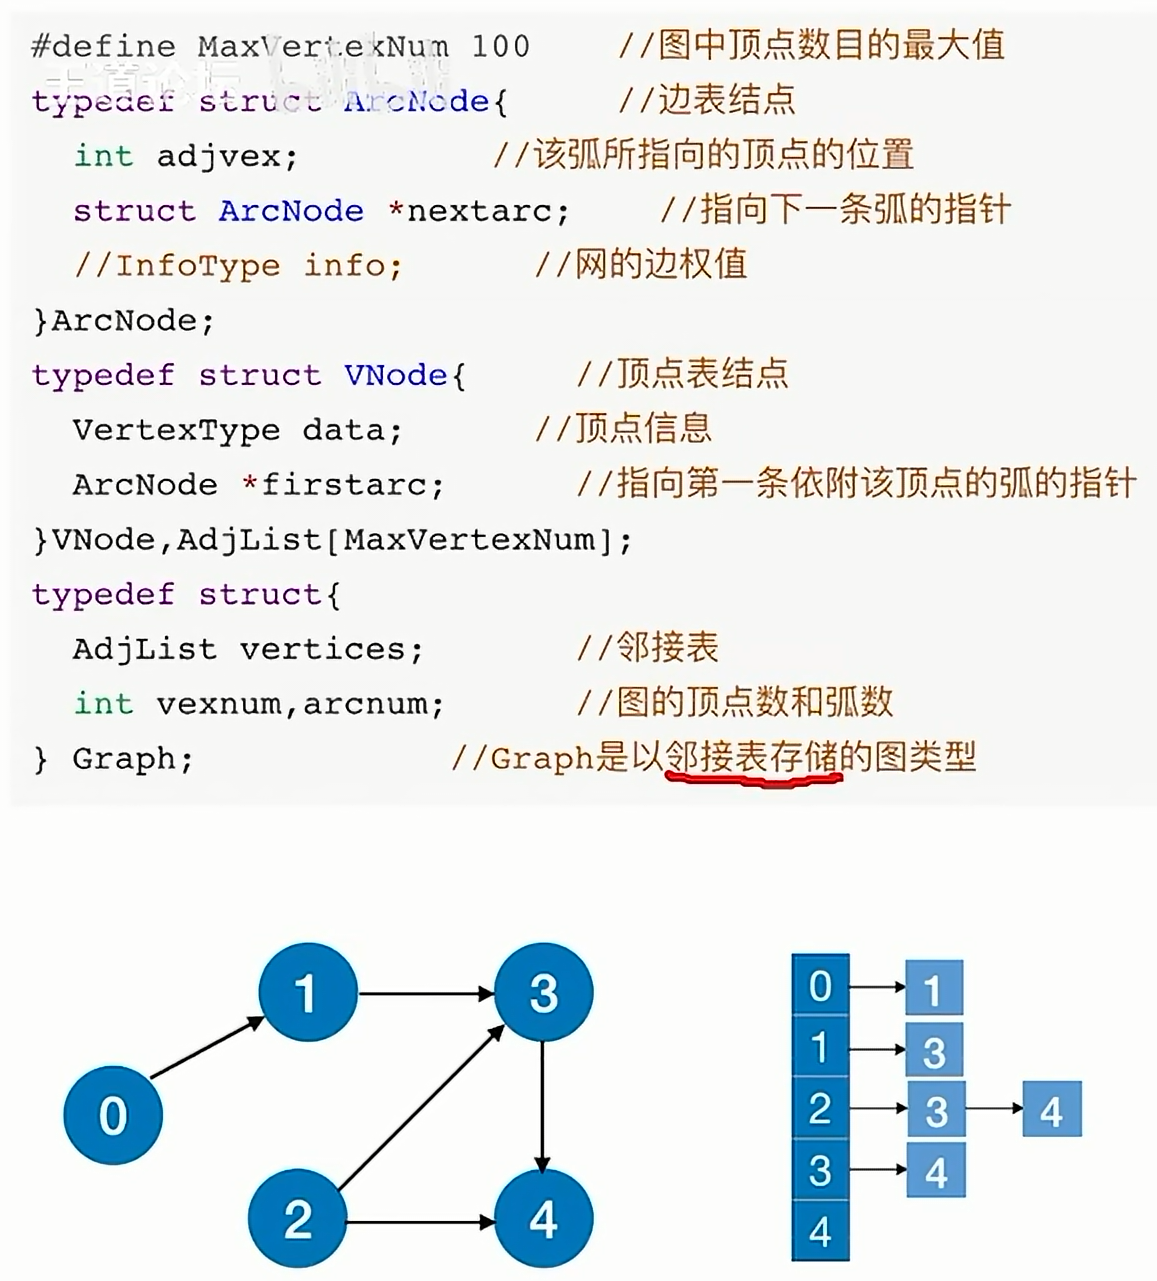 #define MaxVertexNum 100 //图中顶点数目的最大值
王道论坛
typedef struct ArcNode{ //边表结点
int adjvex; //该弧所指向的顶点的位置
struct ArcNode *nextarc; //指向下一条弧的指针
//InfoType info; //网的边权值
}ArcNode;
typedef struct VNode{ //顶点表结点
VertexType data; //顶点信息
ArcNode *firstarc; //指向第一条依附该顶点的弧的指针
}VNode,AdjList[MaxVertexNum];
typedef struct{
AdjList vertices; //邻接表
int vexnum,arcnum; //图的顶点数和弧数
} Graph; //Graph是以邻接表存储的图类型
1 3
0
2 4
0 1
1 3
2 3 4
3 4
4